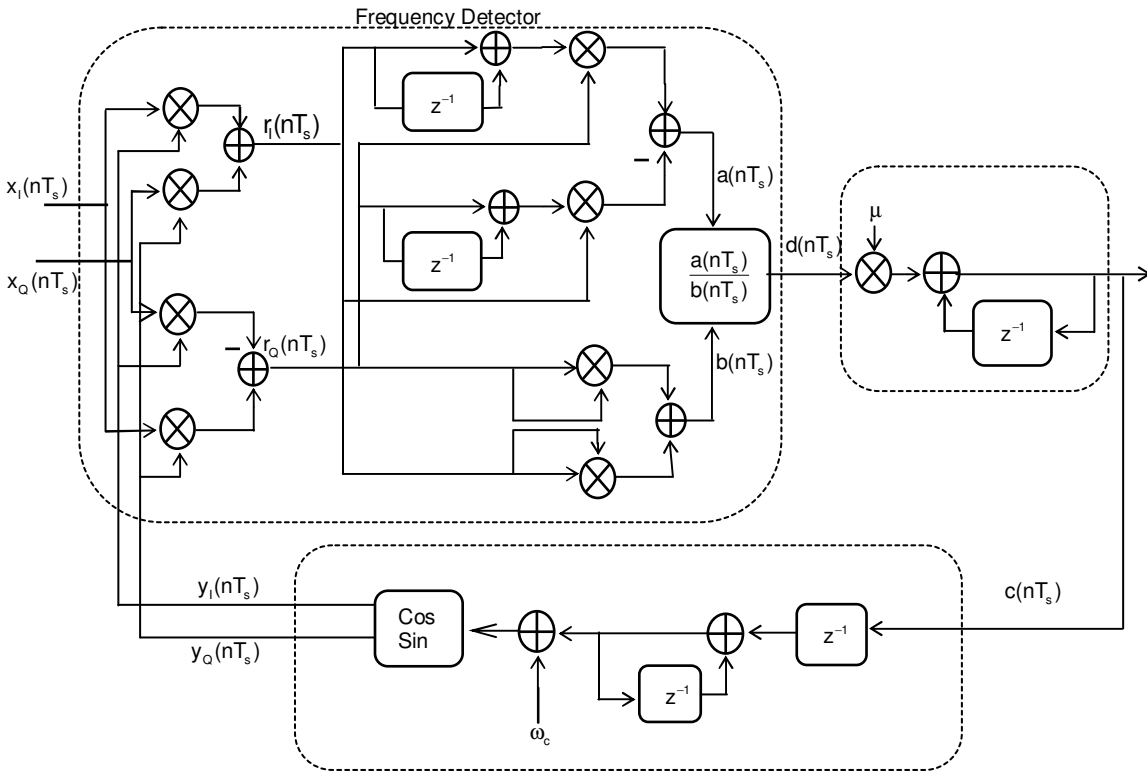 Frequency Detector
z⁻¹
r_I(nT_s)
−
a(nT_s)
x_I(nT_s)
z⁻¹
μ
d(nT_s)
a(nT_s)
b(nT_s)
x_Q(nT_s)
z⁻¹
−
r_Q(nT_s)
b(nT_s)
y_I(nT_s)
c(nT_s)
Cos
Sin
z⁻¹
y_Q(nT_s)
z⁻¹
ω_c